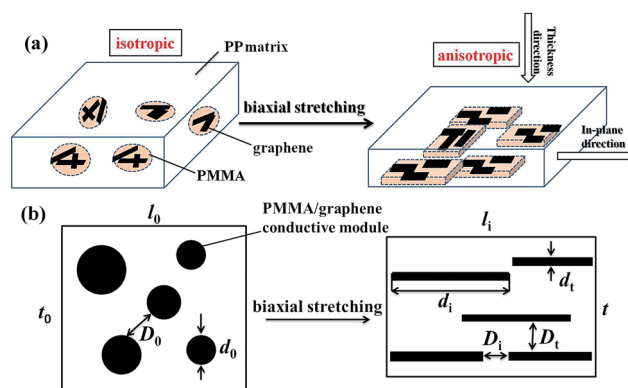 (a)
isotropic
PP matrix
anisotropic
Thickness
direction
biaxial stretching
In-plane
direction
graphene
PMMA
(b)
l0
PMMA/graphene
conductive module
li
t0
D0
d0
biaxial stretching
di
dt
Di
Dt
t